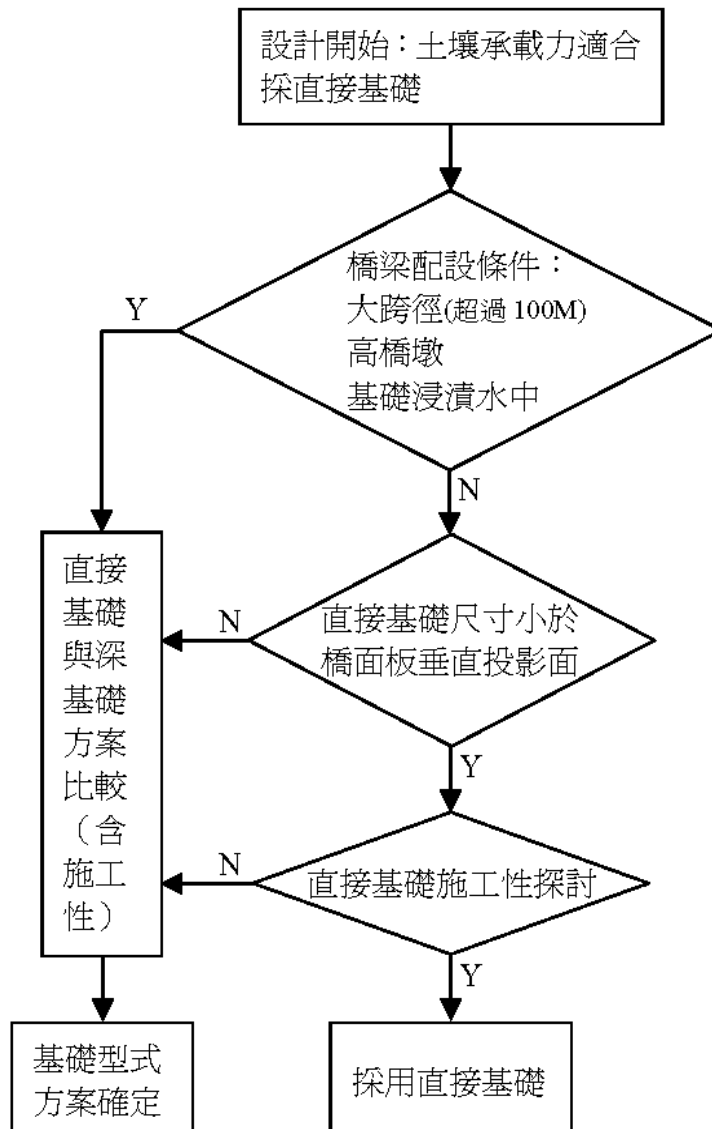 設計開始：土壤承載力適合
採直接基礎
橋梁配設條件：
大跨徑(超過 100M)
高橋墩
基礎浸漬水中
Y
N
直接
基礎
與深
基礎
方案
比較
（含
施工
性）
N
直接基礎尺寸小於
橋面板垂直投影面
Y
N
直接基礎施工性探討
Y
基礎型式
方案確定
採用直接基礎